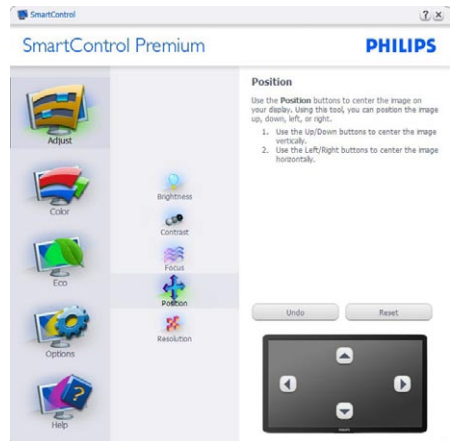 SmartControl
? x
SmartControl Premium
PHILIPS
Adjust
Color
Eco
Options
Help
Brightness
Contrast
Focus
Position
Resolution
Position
Use the Position buttons to center the image on
your display. Using this tool, you can position the image
up, down, left, or right.
1. Use the Up/Down buttons to center the image
vertically.
2. Use the Left/Right buttons to center the image
horizontally.
Undo
Reset
PHILIPS